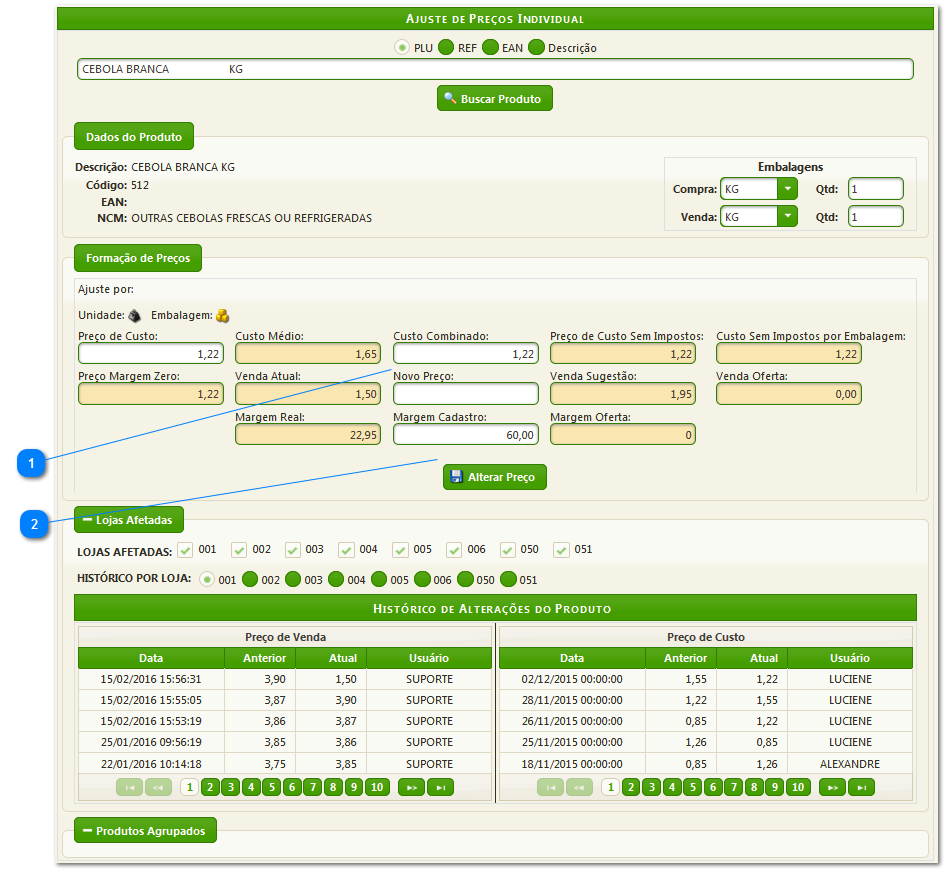 AJUSTE DE PREÇOS INDIVIDUAL
PLU REF EAN Descrição
CEBOLA BRANCA KG
Buscar Produto
Dados do Produto
Descrição: CEBOLA BRANCA KG
Código: 512
EAN:
NCM: OUTRAS CEBOLAS FRESCAS OU REFRIGERADAS
Embalagens
Compra: KG Qtd: 1
Venda: KG Qtd: 1
Formação de Preços
Ajuste por:
Unidade: Embalagem:
Preço de Custo: Custo Médio: Custo Combinado: Preço de Custo Sem Impostos: Custo Sem Impostos por Embalagem:
1,22 1,65 1,22 1,22 1,22
Preço Margem Zero: Venda Atual: Novo Preço: Venda Sugestão: Venda Oferta:
1,22 1,50 1,95 0,00
Margem Real: Margem Cadastro: Margem Oferta:
22,95 60,00 0
1
Alterar Preço
2
Lojas Afetadas
LOJAS AFETADAS: 001 002 003 004 005 006 050 051
HISTÓRICO POR LOJA: 001 002 003 004 005 006 050 051
HISTÓRICO DE ALTERAÇÕES DO PRODUTO
Preço de Venda Preço de Custo
Data Anterior Atual Usuário Data Anterior Atual Usuário
15/02/2016 15:56:31 3,90 1,50 SUPORTE 02/12/2015 00:00:00 1,55 1,22 LUCIENE
15/02/2016 15:55:05 3,87 3,90 SUPORTE 28/11/2015 00:00:00 1,22 1,55 LUCIENE
15/02/2016 15:53:19 3,86 3,87 SUPORTE 26/11/2015 00:00:00 0,85 1,22 LUCIENE
25/01/2016 09:56:19 3,85 3,86 SUPORTE 25/11/2015 00:00:00 1,26 0,85 LUCIENE
22/01/2016 10:14:18 3,75 3,85 SUPORTE 18/11/2015 00:00:00 0,85 1,26 ALEXANDRE
1 2 3 4 5 6 7 8 9 10 1 2 3 4 5 6 7 8 9 10
Produtos Agrupados